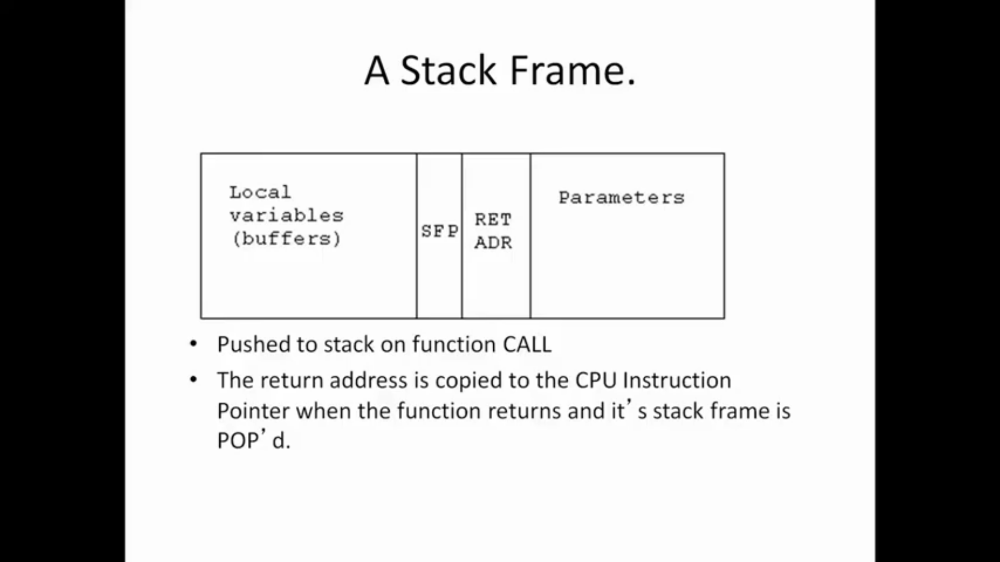 A Stack Frame.
Local
variables
(buffers)
SFP
RET
ADR
Parameters
• Pushed to stack on function CALL
• The return address is copied to the CPU Instruction
Pointer when the function returns and it’s stack frame is
POP’d.